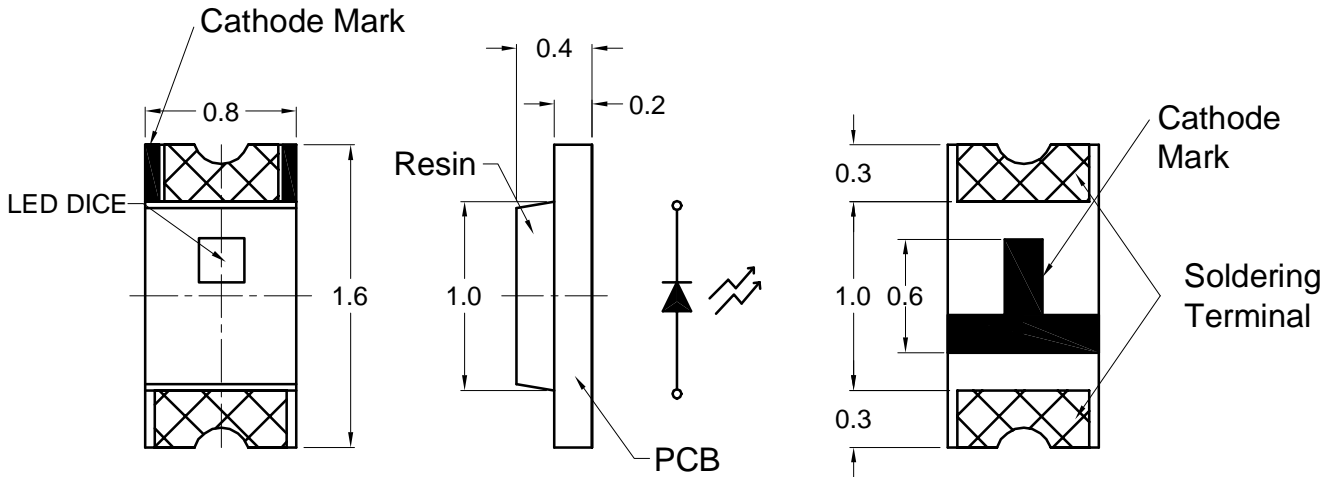 Cathode Mark
0.8
LED DICE
1.6
0.4
0.2
Resin
1.0
PCB
Cathode
Mark
0.3
1.0
0.6
Soldering
Terminal
0.3